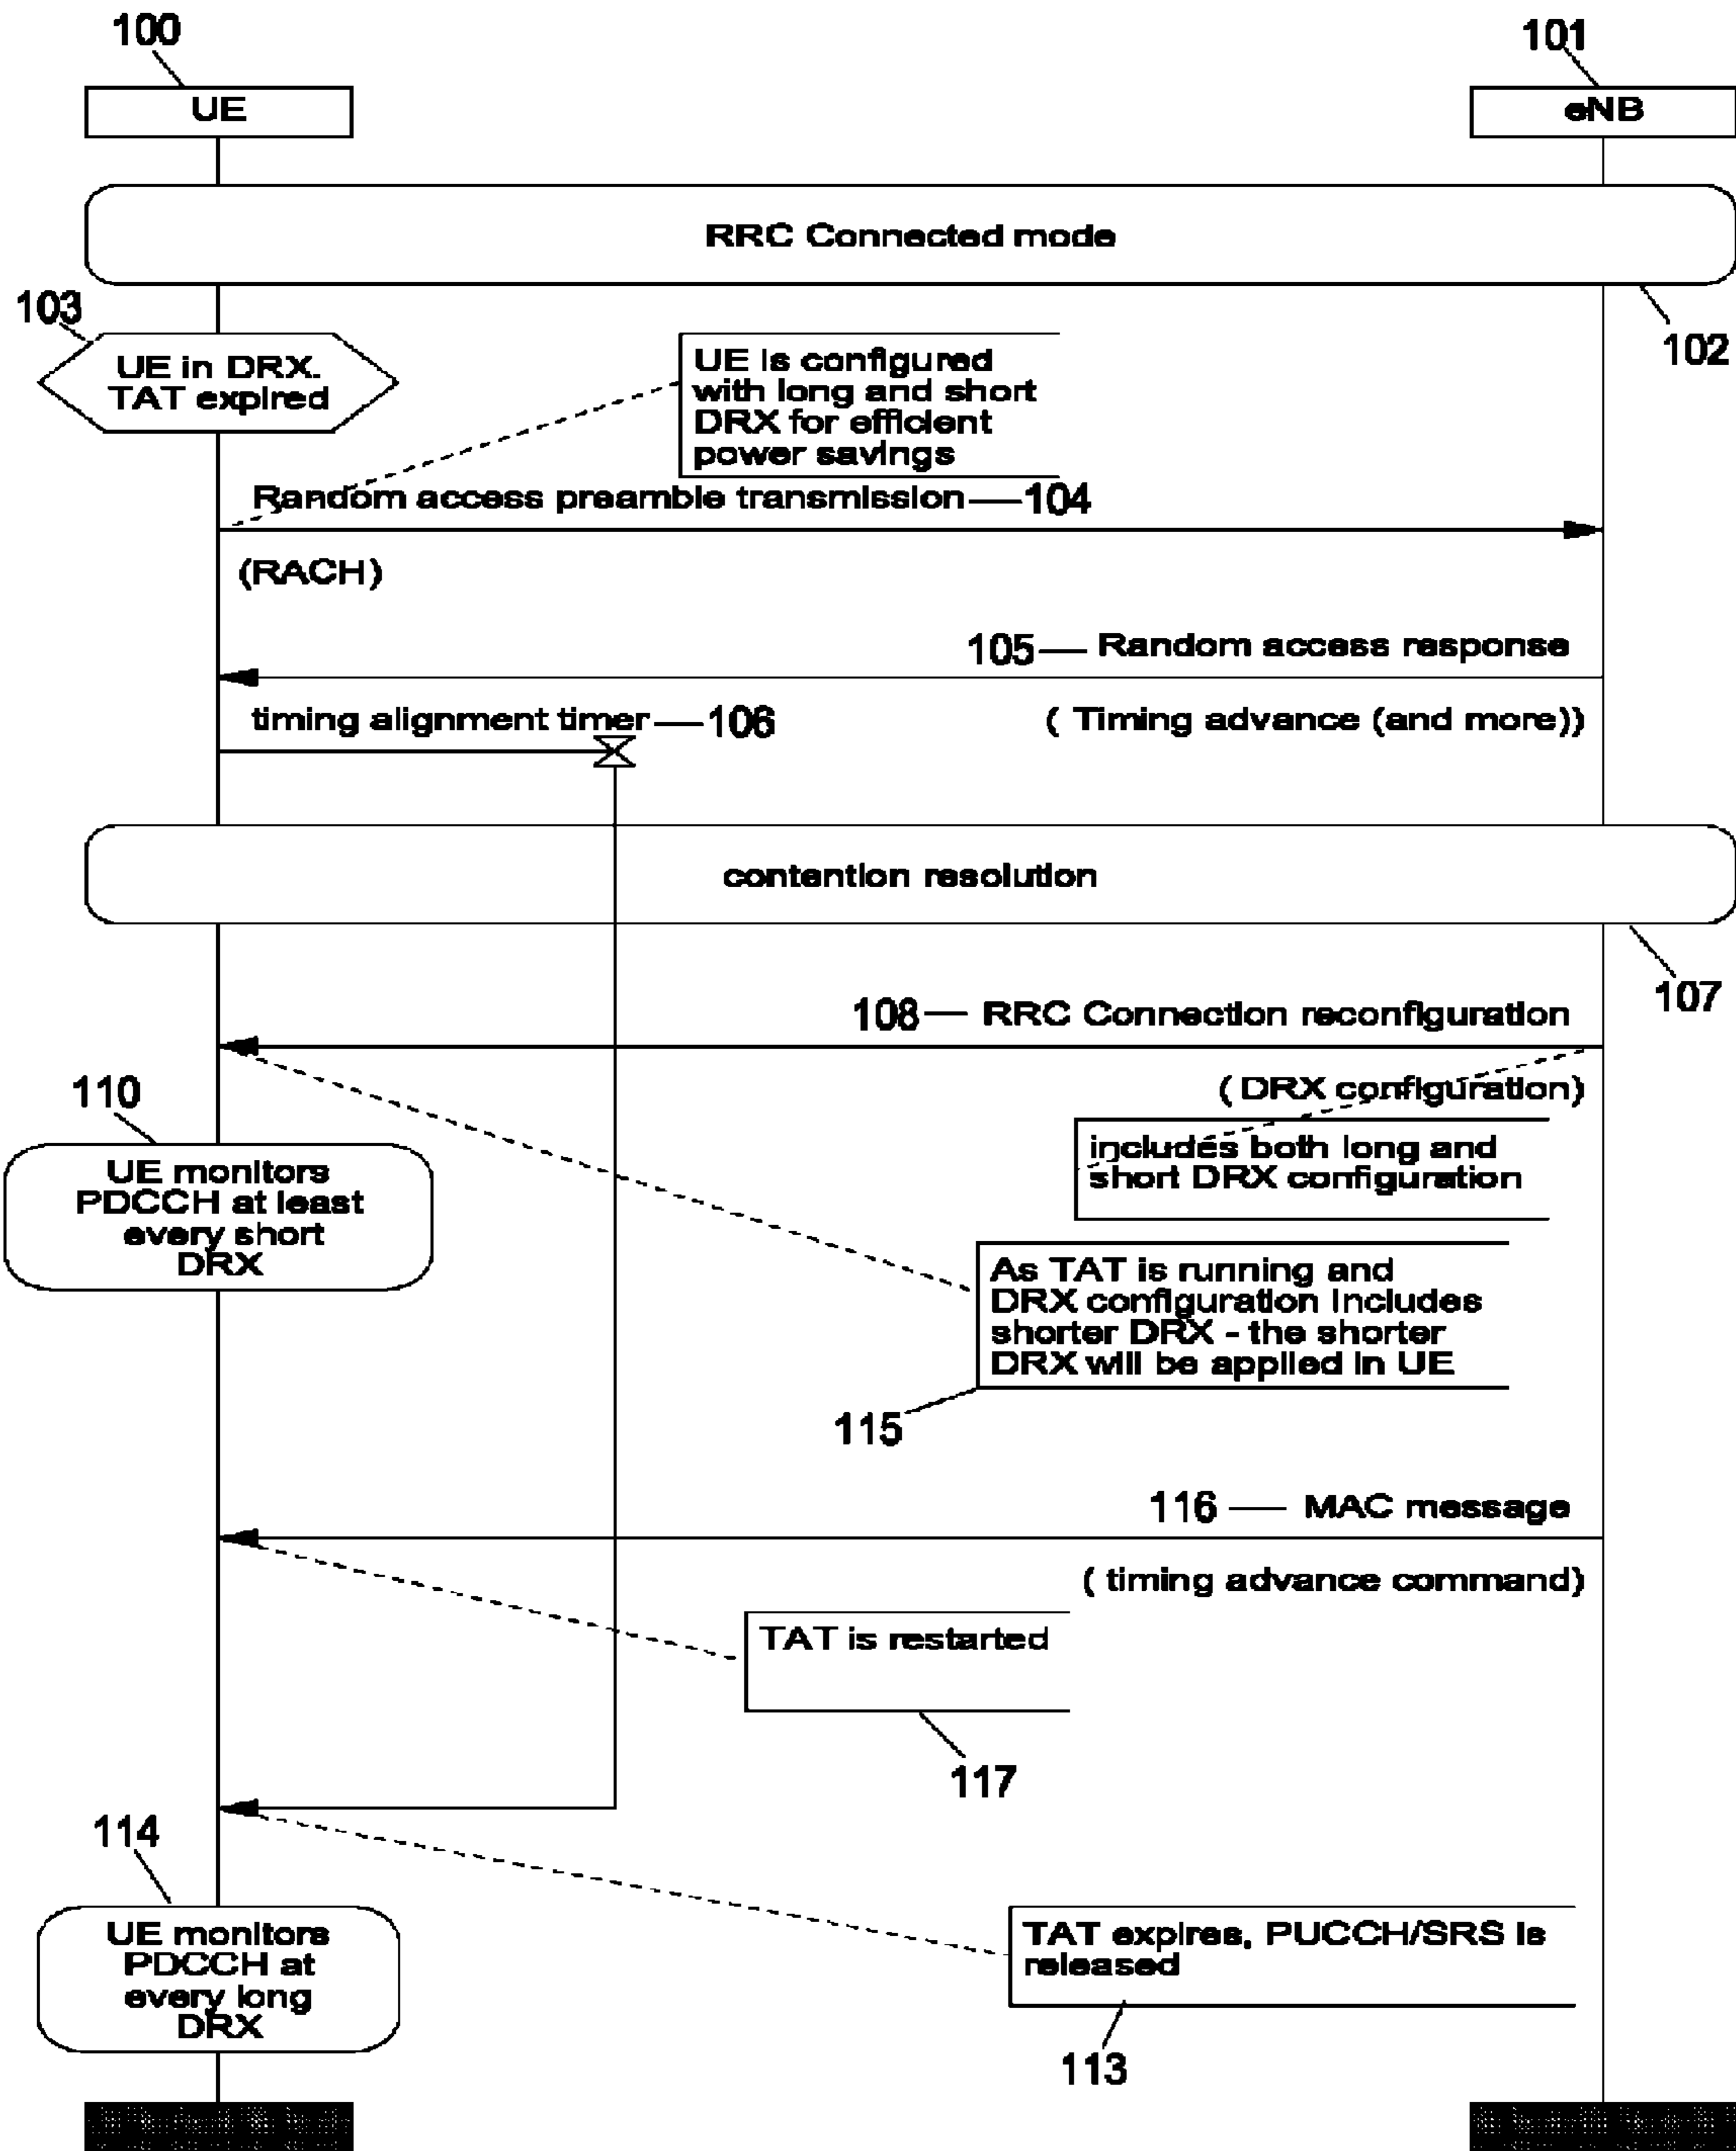 100
101
UE
eNB
RRC Connected mode
103
102
UE in DRX.
TAT expired
UE is configured
with long and short
DRX for efficient
power savings
Random access preamble transmission — 104
(RACH)
105 — Random access response
timing alignment timer — 106
( Timing advance (and more))
contention resolution
107
108 — RRC Connection reconfiguration
110
( DRX configuration)
UE monitors
PDCCH at least
every short
DRX
includes both long and
short DRX configuration
As TAT is running and
DRX configuration includes
shorter DRX - the shorter
DRX will be applied in UE
115
116 — MAC message
( timing advance command)
TAT is restarted
117
114
UE monitors
PDCCH at
every long
DRX
TAT expires, PUCCH/SRS is
released
113